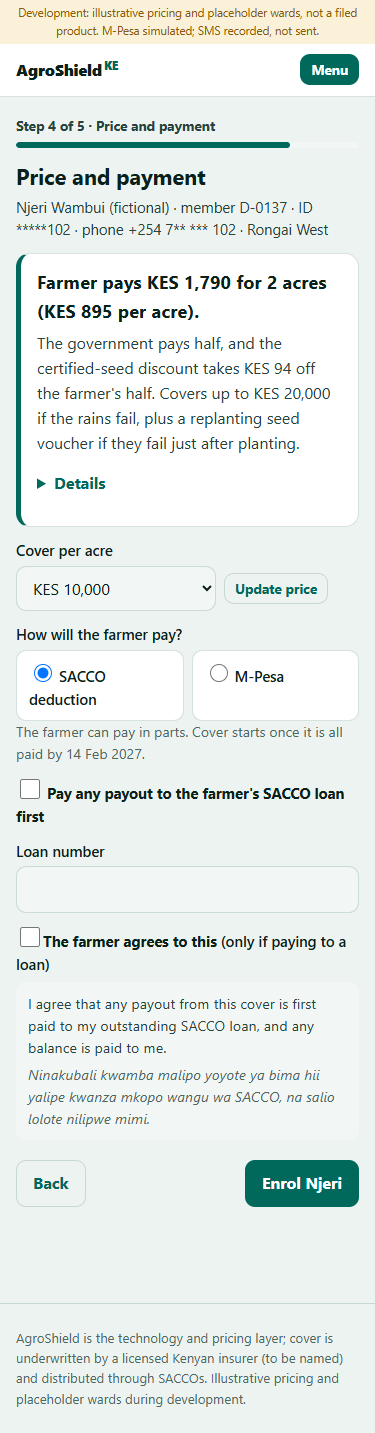 Development: illustrative pricing and placeholder wards, not a filed
product. M-Pesa simulated; SMS recorded, not sent.
AgroShield KE
Menu
Step 4 of 5 · Price and payment
Price and payment
Njeri Wambui (fictional) · member D-0137 · ID
*****102 · phone +254 7** *** 102 · Rongai West
Farmer pays KES 1,790 for 2 acres
(KES 895 per acre).
The government pays half, and the
certified-seed discount takes KES 94 off
the farmer's half. Covers up to KES 20,000
if the rains fail, plus a replanting seed
voucher if they fail just after planting.
Details
Cover per acre
KES 10,000
Update price
How will the farmer pay?
SACCO
deduction
M-Pesa
The farmer can pay in parts. Cover starts once it is all
paid by 14 Feb 2027.
Pay any payout to the farmer's SACCO loan
first
Loan number
The farmer agrees to this (only if paying to a
loan)
I agree that any payout from this cover is first
paid to my outstanding SACCO loan, and any
balance is paid to me.
Ninakubali kwamba malipo yoyote ya bima hii
yalipe kwanza mkopo wangu wa SACCO, na salio
lolote nilipwe mimi.
Back
Enrol Njeri
AgroShield is the technology and pricing layer; cover is
underwritten by a licensed Kenyan insurer (to be named)
and distributed through SACCOs. Illustrative pricing and
placeholder wards during development.